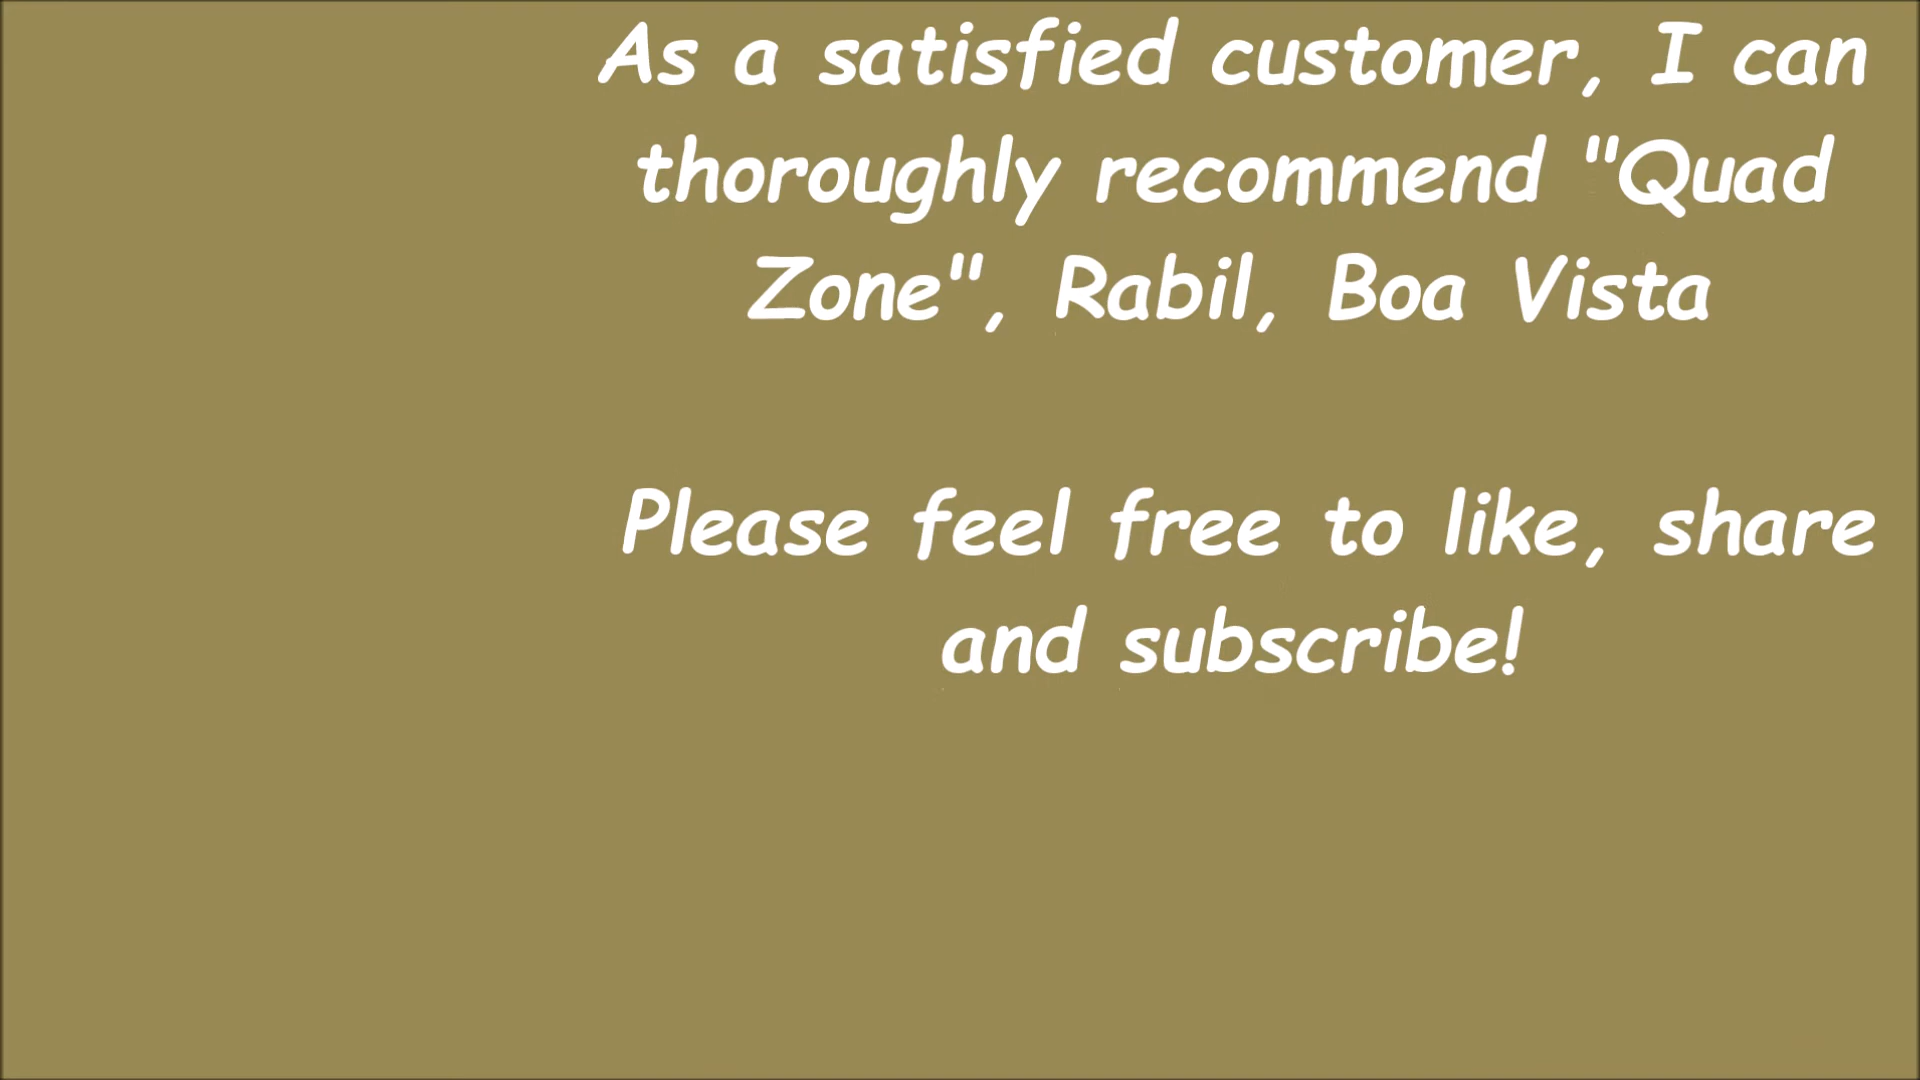 As a satisfied customer, I can
thoroughly recommend "Quad
Zone", Rabil, Boa Vista
Please feel free to like, share
and subscribe!